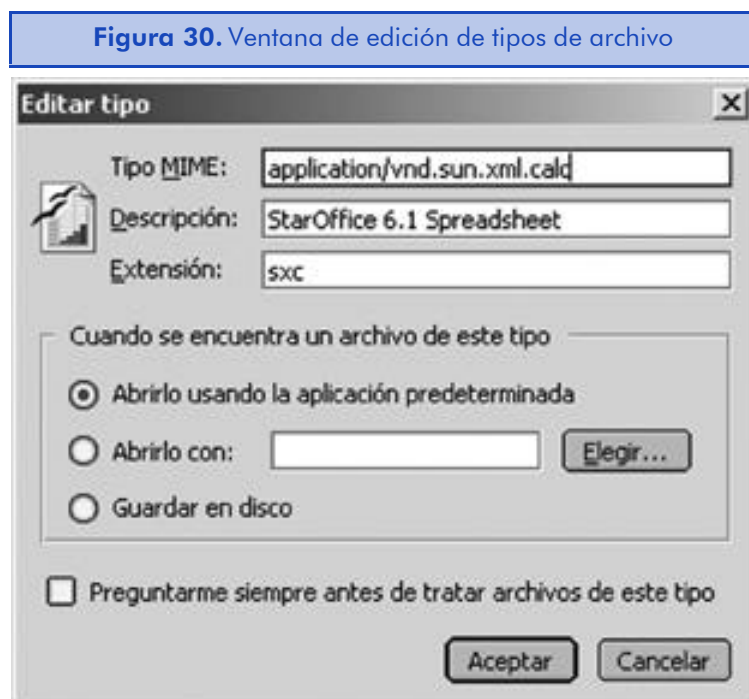 Figura 30. Ventana de edición de tipos de archivo
Editar tipo
Tipo MIME: application/vnd.sun.xml.calc
Descripción: StarOffice 6.1 Spreadsheet
Extensión: sxc
Cuando se encuentra un archivo de este tipo
Abrirlo usando la aplicación predeterminada
Abrirlo con: Elegir...
Guardar en disco
Preguntarme siempre antes de tratar archivos de este tipo
Aceptar Cancelar